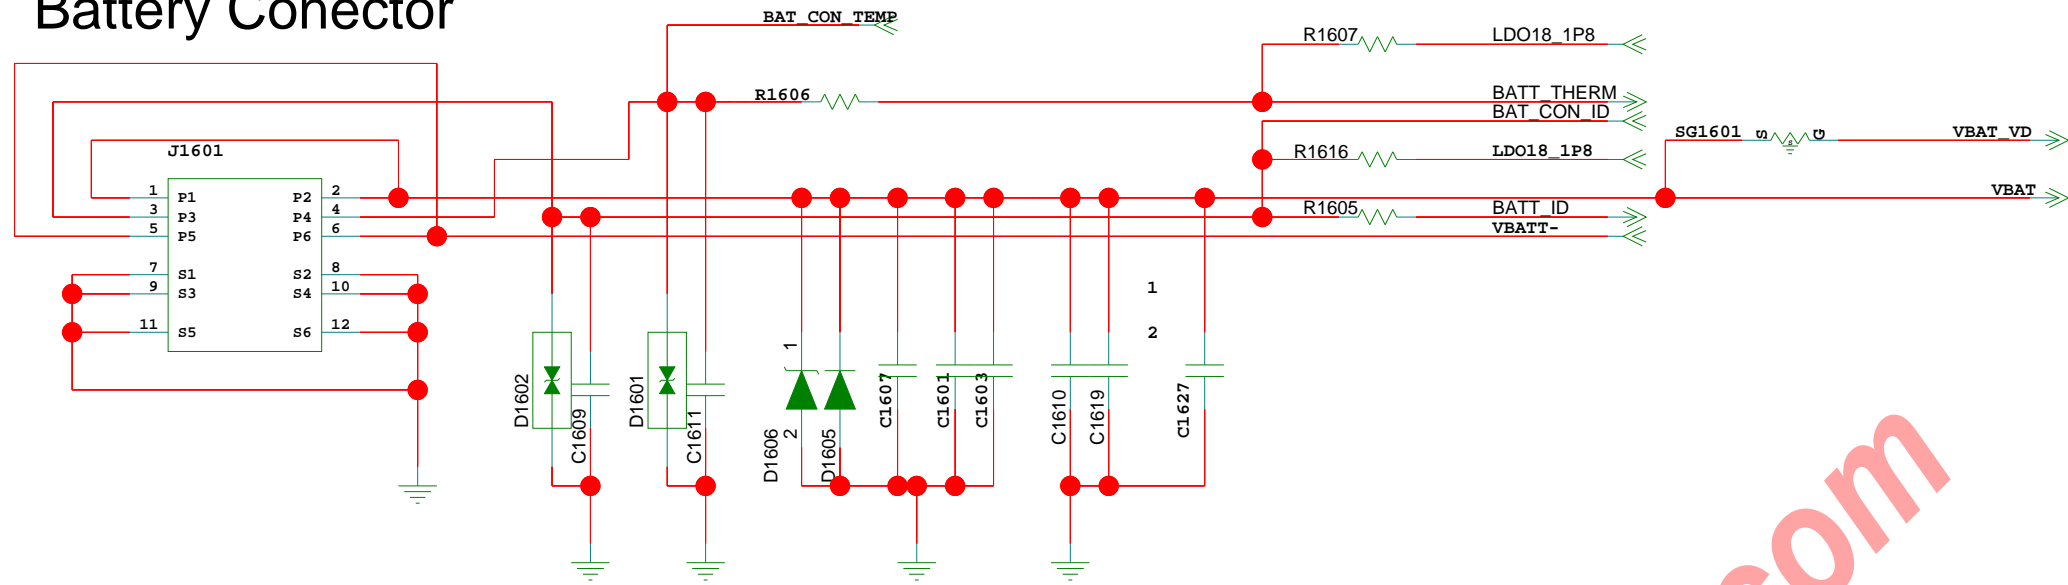 Battery Conector
BAT_CON_TEMP
R1607 LDO18_1P8
R1606 BATT_THERM
BAT_CON_ID
SG1601 S G VBAT_VD
J1601 R1616 LDO18_1P8
1 P1 P2 2 VBAT
3 P3 P4 4 R1605 BATT_ID
5 P5 P6 6 VBATT-
7 S1 S2 8
9 S3 S4 10
11 S5 S6 12
1
2
D1602
C1609
D1601
C1611
D1606
1
2
D1605
C1607
C1601
C1603
C1610
C1619
C1627
com